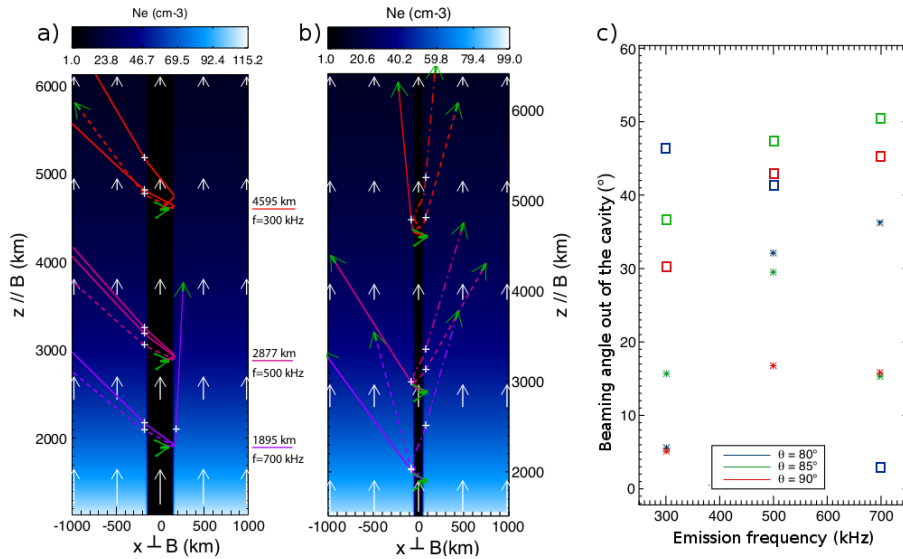 a)
Ne (cm-3)
1.0 23.8 46.7 69.5 92.4 115.2
z // B (km)
6000
5000
4000
3000
2000
4595 km
f=300 kHz
2877 km
f=500 kHz
1895 km
f=700 kHz
-1000 -500 0 500 1000
x ⊥ B(km)
b)
Ne (cm-3)
1.0 20.6 40.2 59.8 79.4 99.0
6000
5000
4000
3000
2000
z // B (km)
-1000 -500 0 500 1000
x ⊥ B (km)
c)
Beaming angle out of the cavity (°)
60
50
40
30
20
10
0
θ = 80°
θ = 85°
θ = 90°
300 400 500 600 700
Emission frequency (kHz)